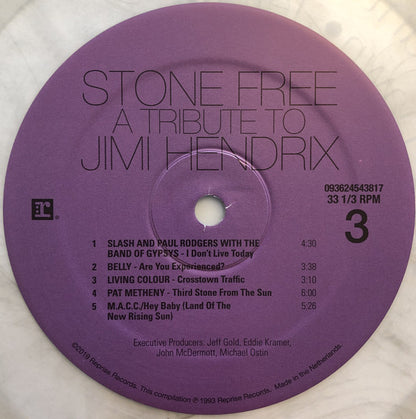 STONE FREE
A TRIBUTE TO
JIMI HENDRIX
r®
093624543817
33 1/3 RPM
3
1 SLASH AND PAUL RODGERS WITH THE 4:30
BAND OF GYPSYS - I Don't Live Today
2 BELLY - Are You Experienced? 3:38
3 LIVING COLOUR - Crosstown Traffic 3:10
4 PAT METHENY - Third Stone From The Sun 6:00
5 M.A.C.C./Hey Baby (Land Of The 5:26
New Rising Sun)
Executive Producers: Jeff Gold, Eddie Kramer,
John McDermott, Michael Ostin
©2019 Reprise Records. This compilation ℗ 1993 Reprise Records. Made in the Netherlands.